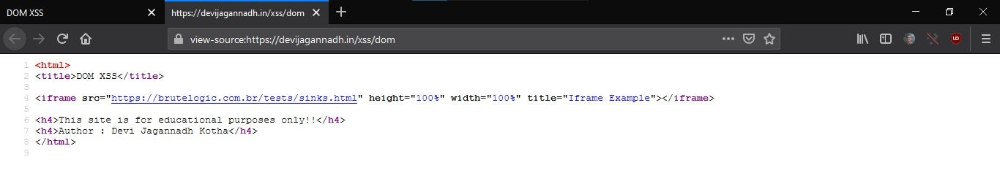 DOM XSS
https://devijagannadh.in/xss/dom
view-source:https://devijagannadh.in/xss/dom
1 <html>
2 <title>DOM XSS</title>
3
4 <iframe src="https://brutelogic.com.br/tests/sinks.html" height="100%" width="100%" title="Iframe Example"></iframe>
5
6 <h4>This site is for educational purposes only!!</h4>
7 <h4>Author : Devi Jagannadh Kotha</h4>
8 </html>
9